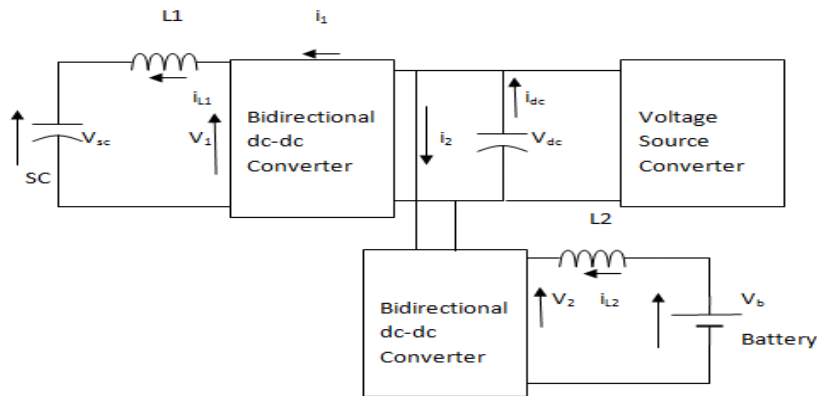 L1
i1
iL1
Vsc
SC
V1
Bidirectional
dc-dc
Converter
i2
idc
Vdc
Voltage
Source
Converter
L2
Bidirectional
dc-dc
Converter
V2
iL2
Vb
Battery